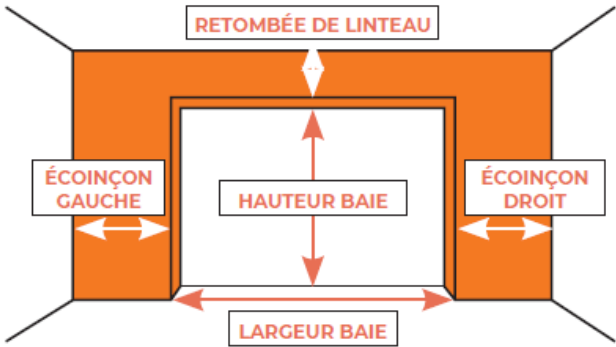 RETOMBÉE DE LINTEAU
ÉCOINÇON
GAUCHE
HAUTEUR BAIE
ÉCOINÇON
DROIT
LARGEUR BAIE